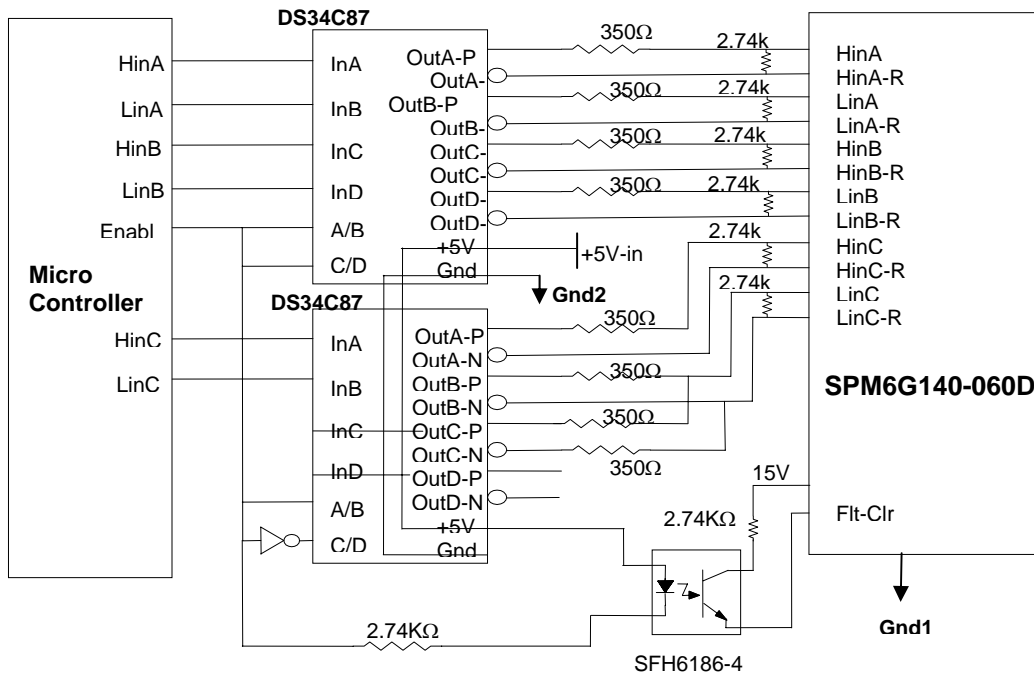 DS34C87
HinA
LinA
HinB
LinB
Enabl
Micro
Controller
HinC
LinC
InA
InB
InC
InD
A/B
C/D
OutA-P
OutA-
OutB-P
OutB-
OutC-
OutC-
OutD-
OutD-
+5V
Gnd
+5V-in
Gnd2
DS34C87
InA
InB
InC
InD
A/B
C/D
OutA-P
OutA-N
OutB-P
OutB-N
OutC-P
OutC-N
OutD-P
OutD-N
+5V
Gnd
350Ω
2.74k
350Ω
2.74k
350Ω
2.74k
350Ω
2.74k
2.74k
2.74k
350Ω
350Ω
350Ω
350Ω
HinA
HinA-R
LinA
LinA-R
HinB
HinB-R
LinB
LinB-R
HinC
HinC-R
LinC
LinC-R
SPM6G140-060D
15V
2.74KΩ
Flt-Clr
Gnd1
2.74KΩ
SFH6186-4